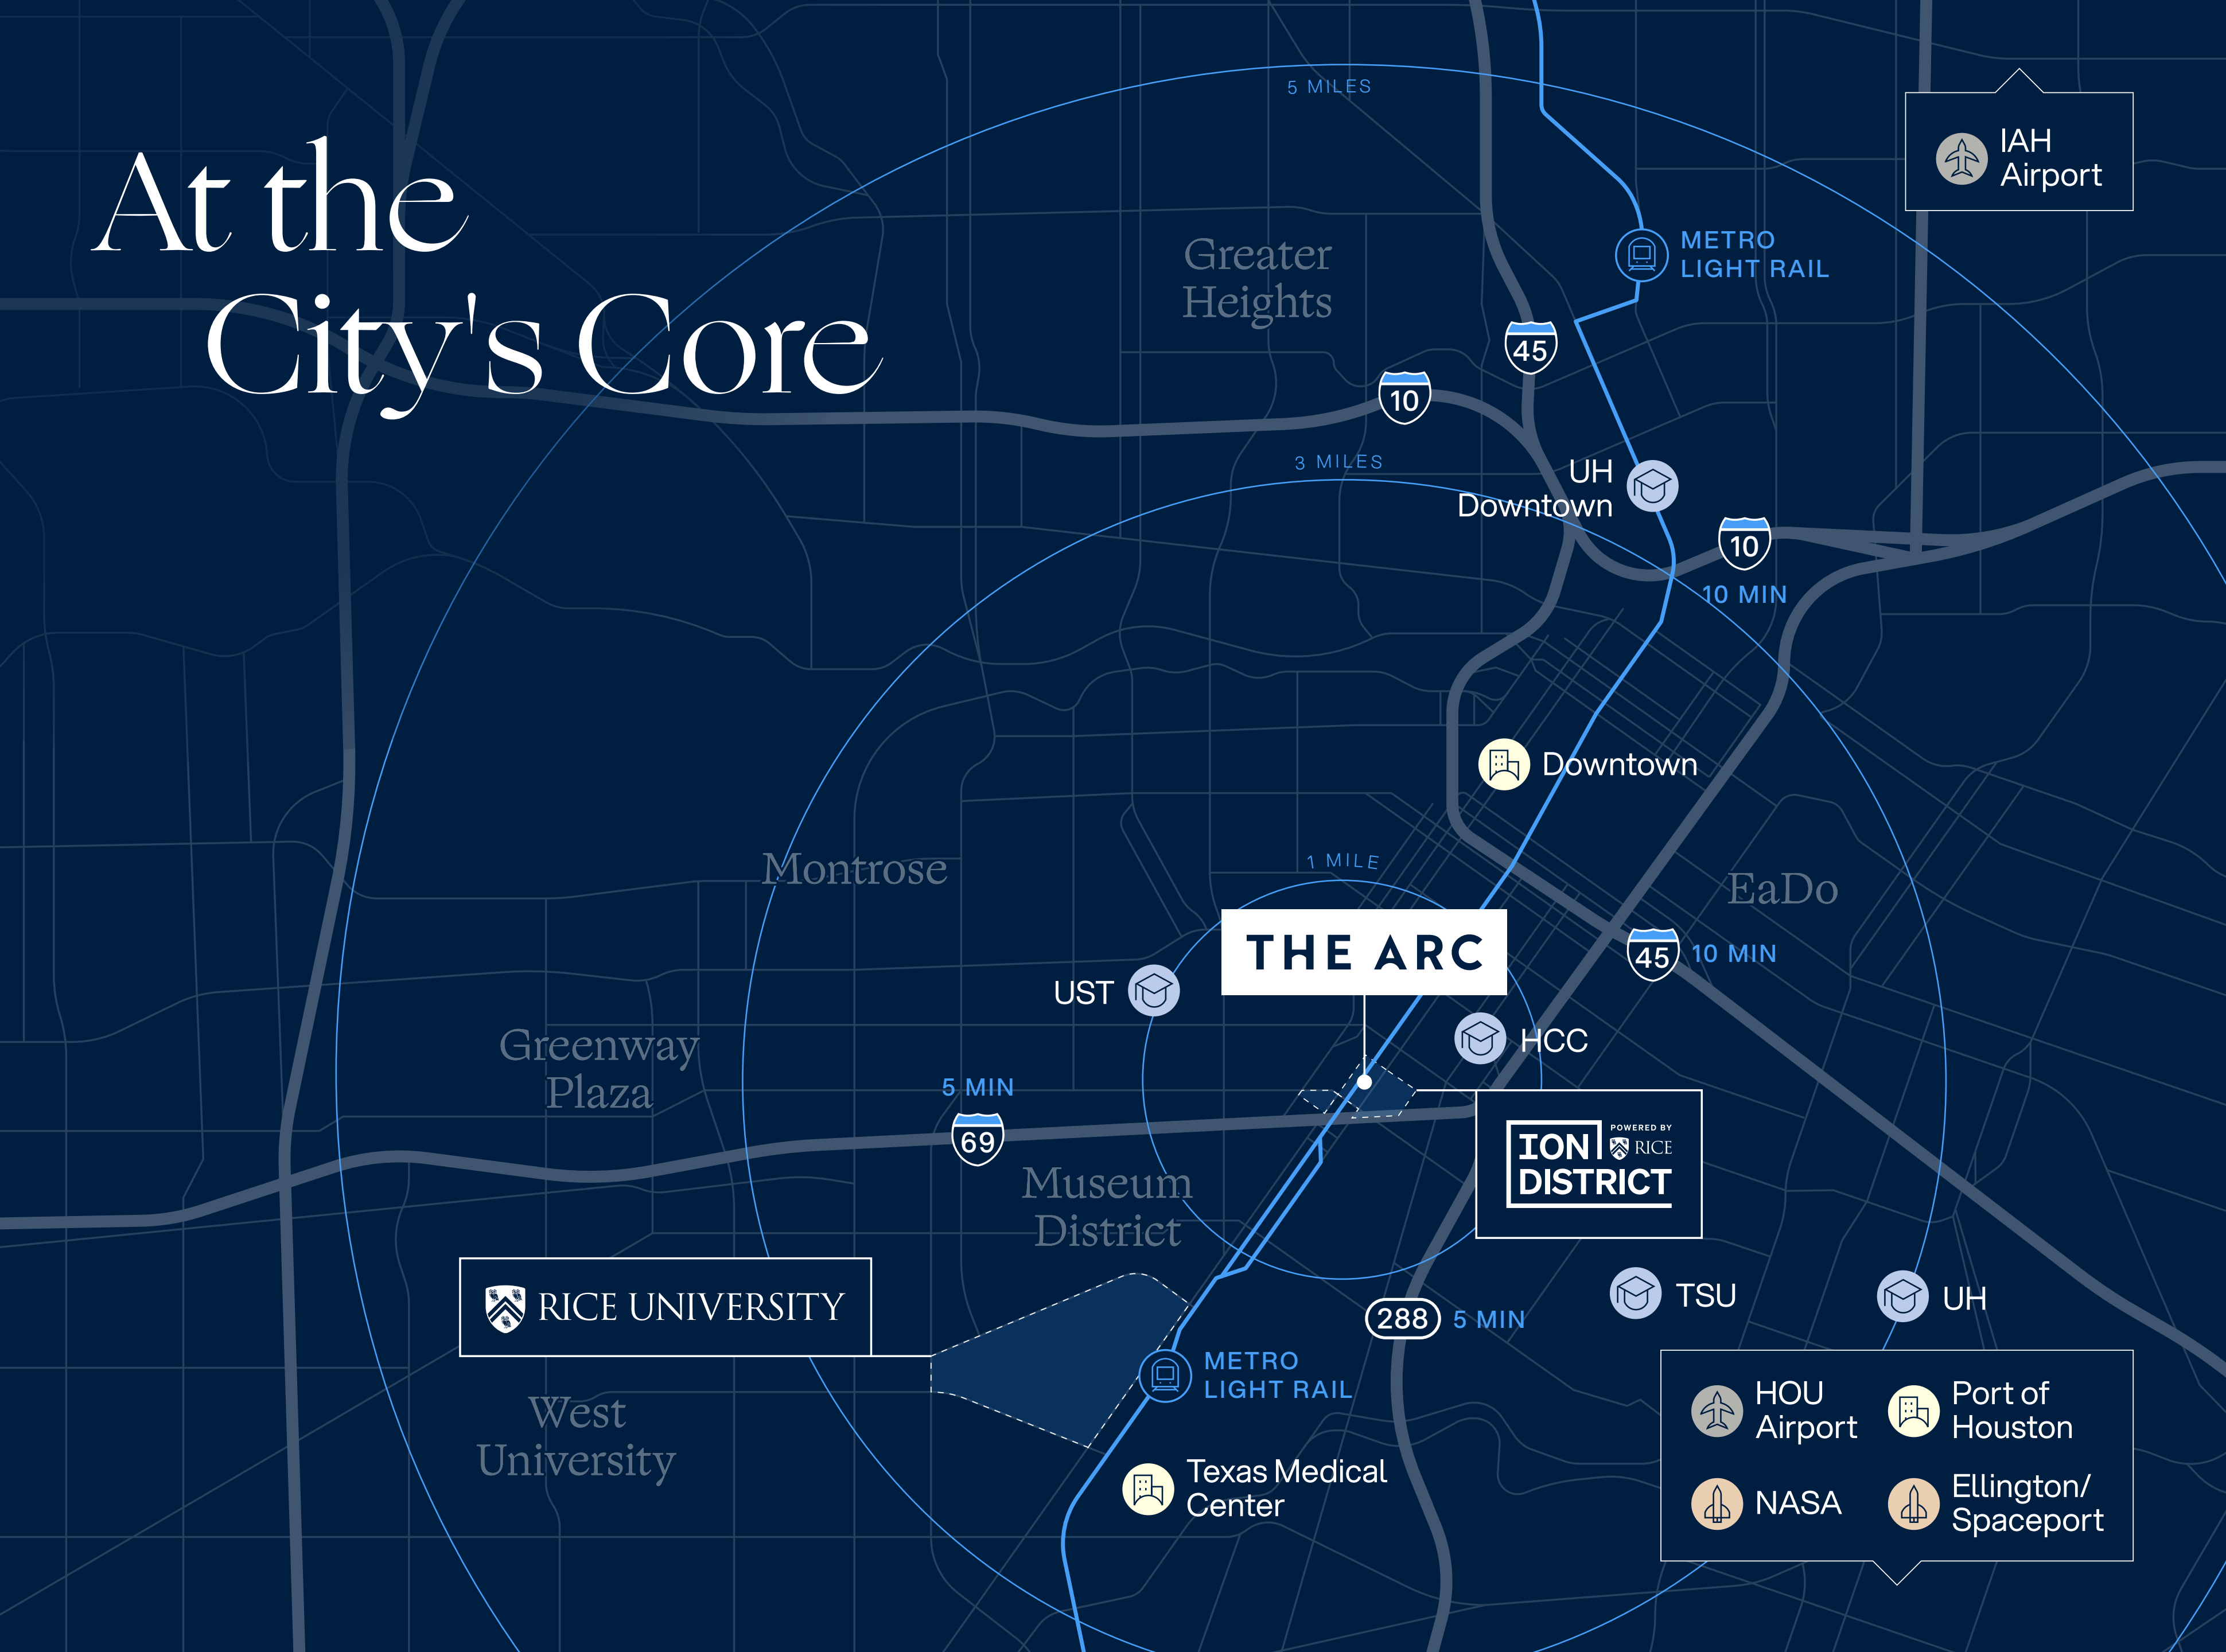 At the
City's Core
5 MILES
IAH
Airport
METRO
LIGHT RAIL
Greater
Heights
45
10
3 MILES
UH
Downtown
10
10 MIN
Downtown
1 MILE
Montrose
EaDo
THE ARC
45
10 MIN
UST
HCC
Greenway
Plaza
5 MIN
69
ION
DISTRICT
POWERED BY
RICE
Museum
District
RICE UNIVERSITY
288
5 MIN
TSU
UH
METRO
LIGHT RAIL
West
University
Texas Medical
Center
HOU
Airport
Port of
Houston
NASA
Ellington/
Spaceport